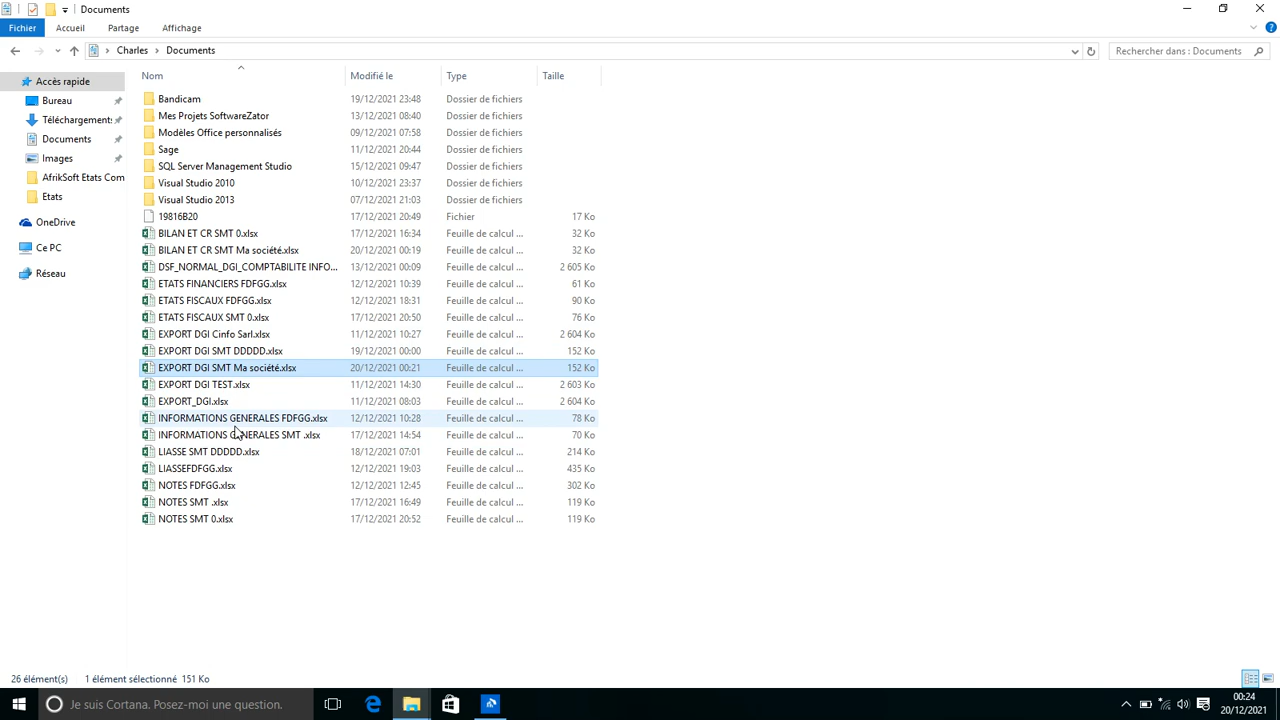 Documents
Fichier Accueil Partage Affichage
Charles > Documents Rechercher dans : Documents
Nom Modifié le Type Taille
Accès rapide
Bureau
Téléchargements
Documents
Images
AfrikSoft Etats Com
Etats
OneDrive
Ce PC
Réseau
Bandicam 19/12/2021 23:48 Dossier de fichiers
Mes Projets SoftwareZator 13/12/2021 08:40 Dossier de fichiers
Modèles Office personnalisés 09/12/2021 07:58 Dossier de fichiers
Sage 11/12/2021 20:44 Dossier de fichiers
SQL Server Management Studio 15/12/2021 09:47 Dossier de fichiers
Visual Studio 2010 10/12/2021 23:37 Dossier de fichiers
Visual Studio 2013 07/12/2021 21:03 Dossier de fichiers
19816B20 17/12/2021 20:49 Fichier 17 Ko
BILAN ET CR SMT 0.xlsx 17/12/2021 16:34 Feuille de calcul ... 32 Ko
BILAN ET CR SMT Ma société.xlsx 20/12/2021 00:19 Feuille de calcul ... 32 Ko
DSF_NORMAL_DGI_COMPTABILITE INFO... 13/12/2021 00:09 Feuille de calcul ... 2 605 Ko
ETATS FINANCIERS FDFGG.xlsx 12/12/2021 10:39 Feuille de calcul ... 61 Ko
ETATS FISCAUX FDFGG.xlsx 12/12/2021 18:31 Feuille de calcul ... 90 Ko
ETATS FISCAUX SMT 0.xlsx 17/12/2021 20:50 Feuille de calcul ... 76 Ko
EXPORT DGI Cinfo Sarl.xlsx 11/12/2021 10:27 Feuille de calcul ... 2 604 Ko
EXPORT DGI SMT DDDDD.xlsx 19/12/2021 00:00 Feuille de calcul ... 152 Ko
EXPORT DGI SMT Ma société.xlsx 20/12/2021 00:21 Feuille de calcul ... 152 Ko
EXPORT DGI TEST.xlsx 11/12/2021 14:30 Feuille de calcul ... 2 603 Ko
EXPORT_DGI.xlsx 11/12/2021 08:03 Feuille de calcul ... 2 604 Ko
INFORMATIONS GENERALES FDFGG.xlsx 12/12/2021 10:28 Feuille de calcul ... 78 Ko
INFORMATIONS GENERALES SMT .xlsx 17/12/2021 14:54 Feuille de calcul ... 70 Ko
LIASSE SMT DDDDD.xlsx 18/12/2021 07:01 Feuille de calcul ... 214 Ko
LIASSEFDFGG.xlsx 12/12/2021 19:03 Feuille de calcul ... 435 Ko
NOTES FDFGG.xlsx 12/12/2021 12:45 Feuille de calcul ... 302 Ko
NOTES SMT .xlsx 17/12/2021 16:49 Feuille de calcul ... 119 Ko
NOTES SMT 0.xlsx 17/12/2021 20:52 Feuille de calcul ... 119 Ko
26 élément(s) 1 élément sélectionné 151 Ko
Je suis Cortana. Posez-moi une question.
00:24
20/12/2021